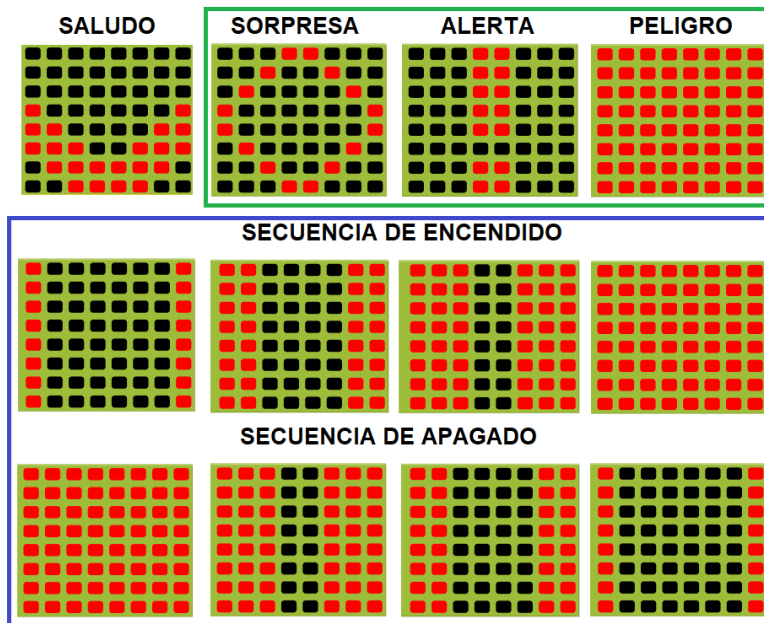 SALUDO
SORPRESA
ALERTA
PELIGRO
SECUENCIA DE ENCENDIDO
SECUENCIA DE APAGADO